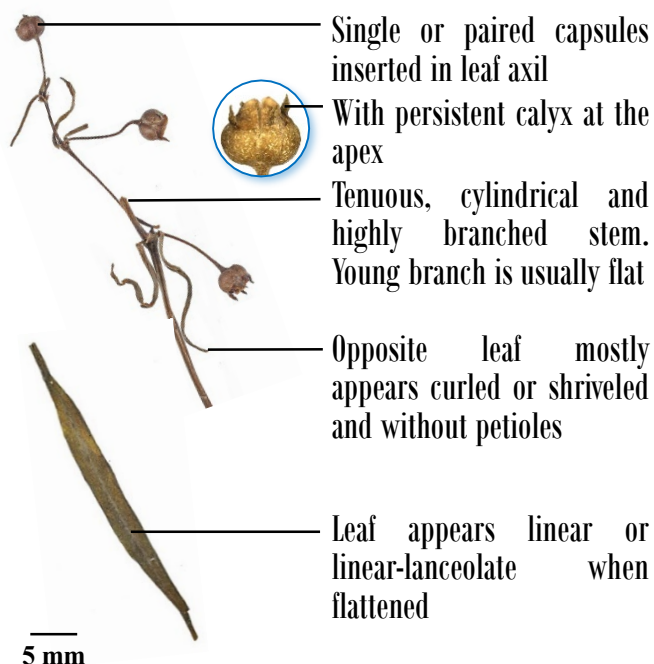 Single or paired capsules
inserted in leaf axil
With persistent calyx at the
apex
Tenuous, cylindrical and
highly branched stem.
Young branch is usually flat
Opposite leaf mostly
appears curled or shriveled
and without petioles
Leaf appears linear or
linear-lanceolate when
flattened
5 mm